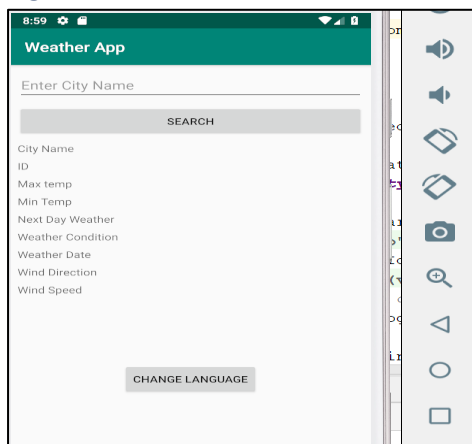 8:59
Weather App
Enter City Name
SEARCH
City Name
ID
Max temp
Min Temp
Next Day Weather
Weather Condition
Weather Date
Wind Direction
Wind Speed
CHANGE LANGUAGE